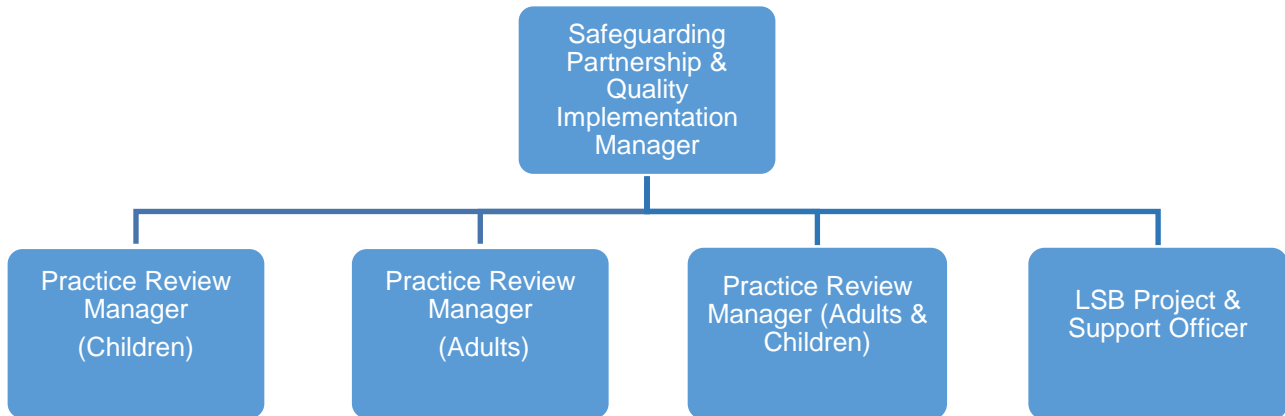 Safeguarding
Partnership &
Quality
Implementation
Manager
Practice Review
Manager
(Children)
Practice Review
Manager
(Adults)
Practice Review
Manager (Adults &
Children)
LSB Project &
Support Officer